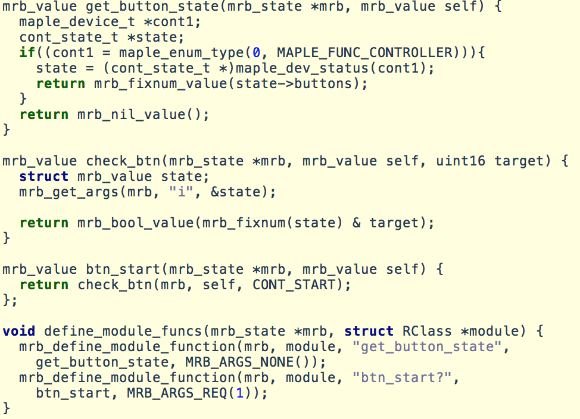 mrb_value get_button_state(mrb_state *mrb, mrb_value self) {
  maple_device_t *cont1;
  cont_state_t *state;
  if((cont1 = maple_enum_type(0, MAPLE_FUNC_CONTROLLER))){
    state = (cont_state_t *)maple_dev_status(cont1);
    return mrb_fixnum_value(state->buttons);
  }
  return mrb_nil_value();
}

mrb_value check_btn(mrb_state *mrb, mrb_value self, uint16 target) {
  struct mrb_value state;
  mrb_get_args(mrb, "i", &state);

  return mrb_bool_value(mrb_fixnum(state) & target);
}

mrb_value btn_start(mrb_state *mrb, mrb_value self) {
  return check_btn(mrb, self, CONT_START);
};

void define_module_funcs(mrb_state *mrb, struct RClass *module) {
  mrb_define_module_function(mrb, module, "get_button_state",
    get_button_state, MRB_ARGS_NONE());
  mrb_define_module_function(mrb, module, "btn_start?",
    btn_start, MRB_ARGS_REQ(1));
}